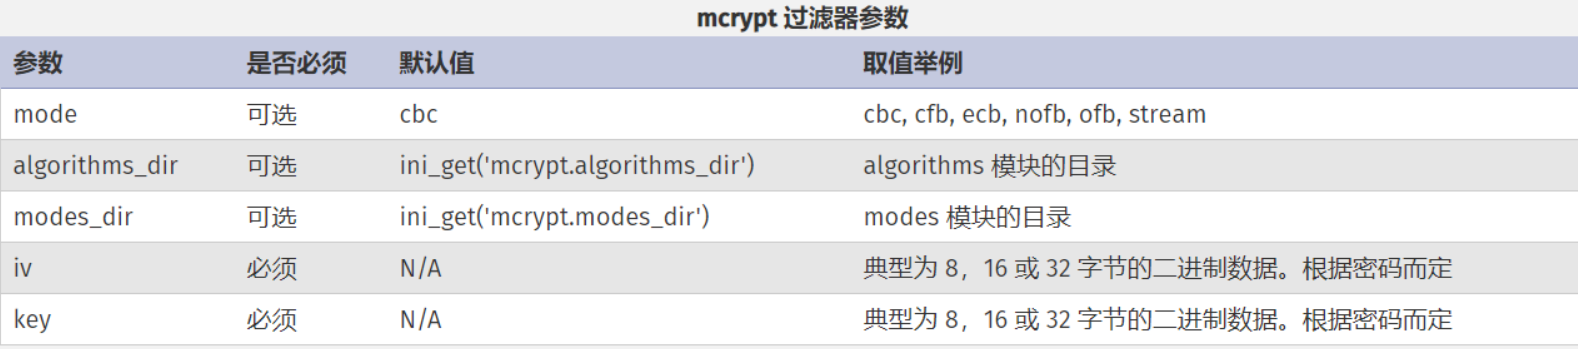 mcrypt 过滤器参数
参数 是否必须 默认值 取值举例
mode 可选 cbc cbc, cfb, ecb, nofb, ofb, stream
algorithms_dir 可选 ini_get('mcrypt.algorithms_dir') algorithms 模块的目录
modes_dir 可选 ini_get('mcrypt.modes_dir') modes 模块的目录
iv 必须 N/A 典型为 8，16 或 32 字节的二进制数据。根据密码而定
key 必须 N/A 典型为 8，16 或 32 字节的二进制数据。根据密码而定